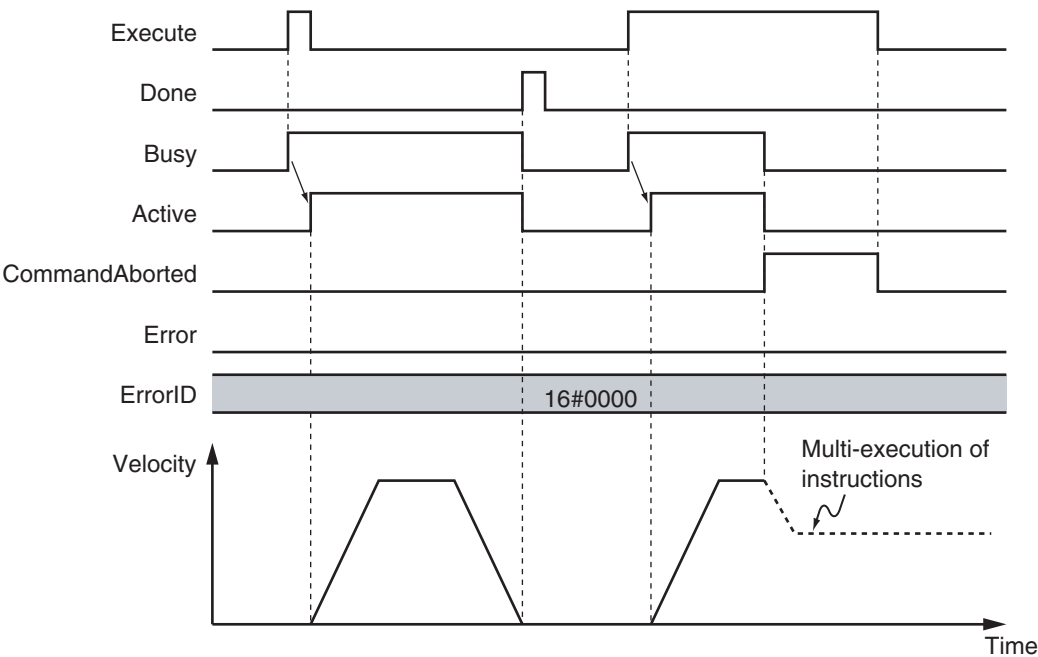 Execute
Done
Busy
Active
CommandAborted
Error
ErrorID
16#0000
Velocity
Multi-execution of
instructions
Time